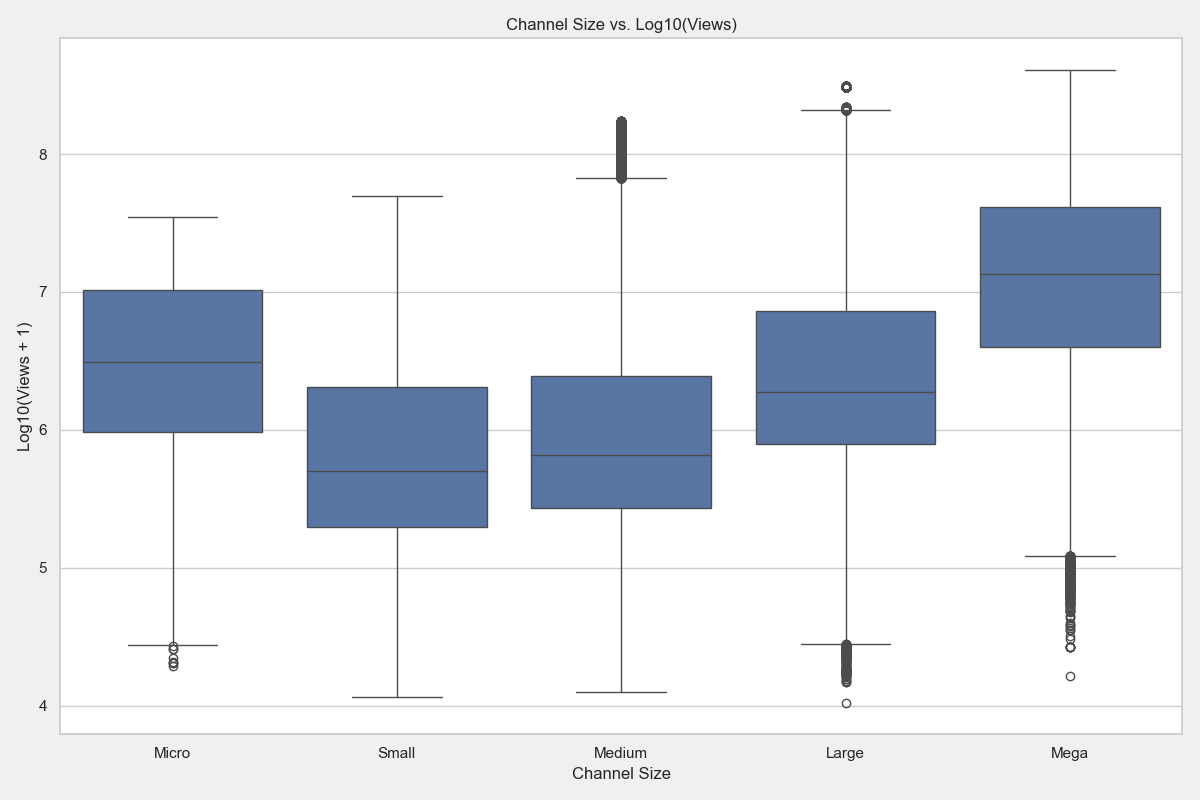 Channel Size vs. Log10(Views)
Log10(Views + 1)
8
7
6
5
4
Micro Small Medium Large Mega
Channel Size